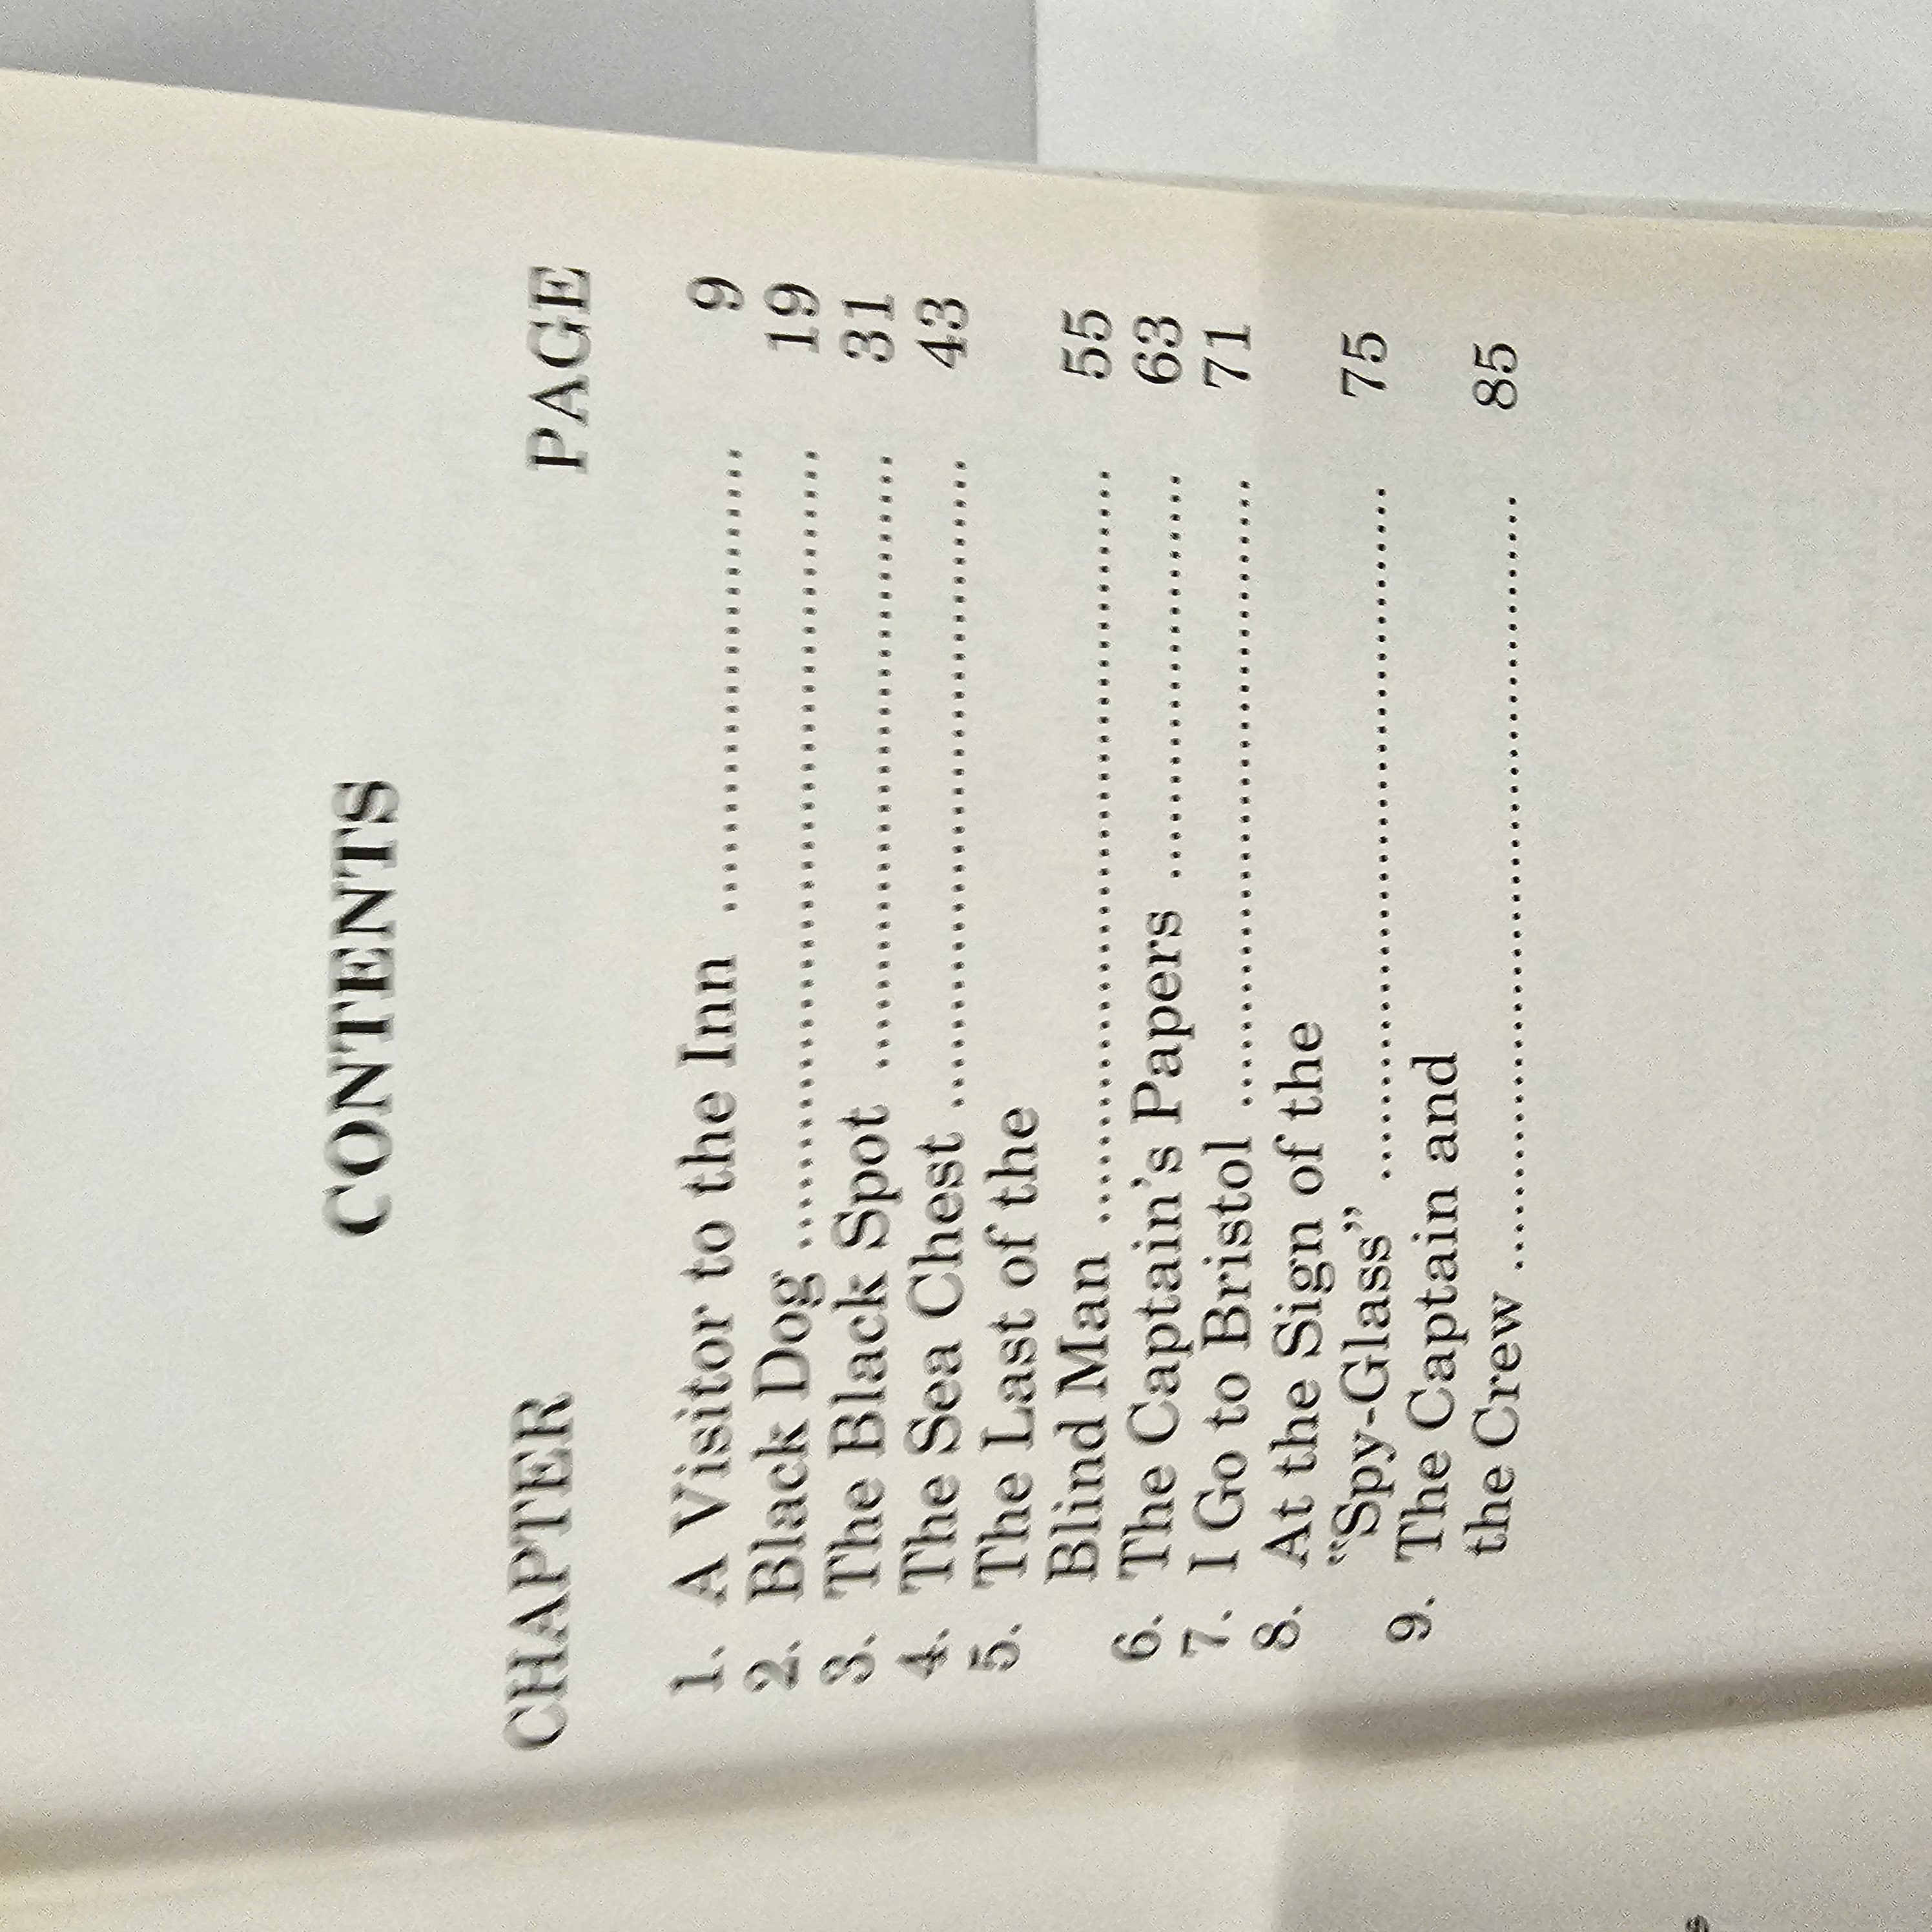 CONTENTS
CHAPTER PAGE
1. A Visitor to the Inn ........................ 9
2. Black Dog ......................................... 19
3. The Black Spot ................................ 31
4. The Sea Chest .................................. 43
5. The Last of the
Blind Man ........................................ 55
6. The Captain's Papers ...................... 63
7. I Go to Bristol .................................. 71
8. At the Sign of the
“Spy-Glass” ...................................... 75
9. The Captain and
the Crew ........................................... 85